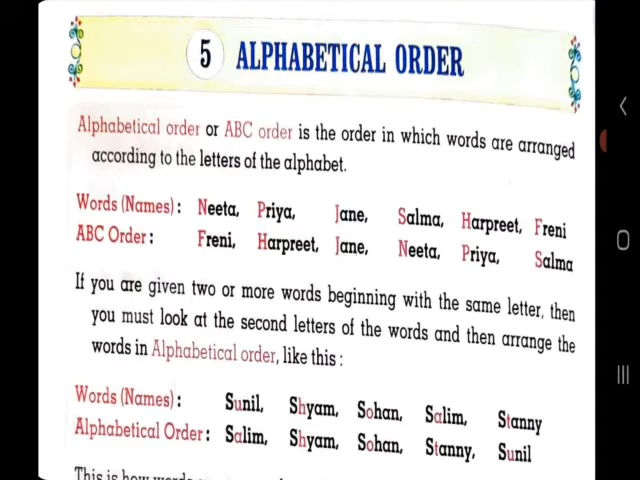 5 ALPHABETICAL ORDER
Alphabetical order or ABC order is the order in which words are arranged
according to the letters of the alphabet.
Words (Names) : Neeta, Priya, Jane, Salma, Harpreet, Freni
ABC Order : Freni, Harpreet, Jane, Neeta, Priya, Salma
If you are given two or more words beginning with the same letter, then
you must look at the second letters of the words and then arrange the
words in Alphabetical order, like this :
Words (Names) : Sunil, Shyam, Sohan, Salim, Stanny
Alphabetical Order : Salim, Shyam, Sohan, Stanny, Sunil
This is how words